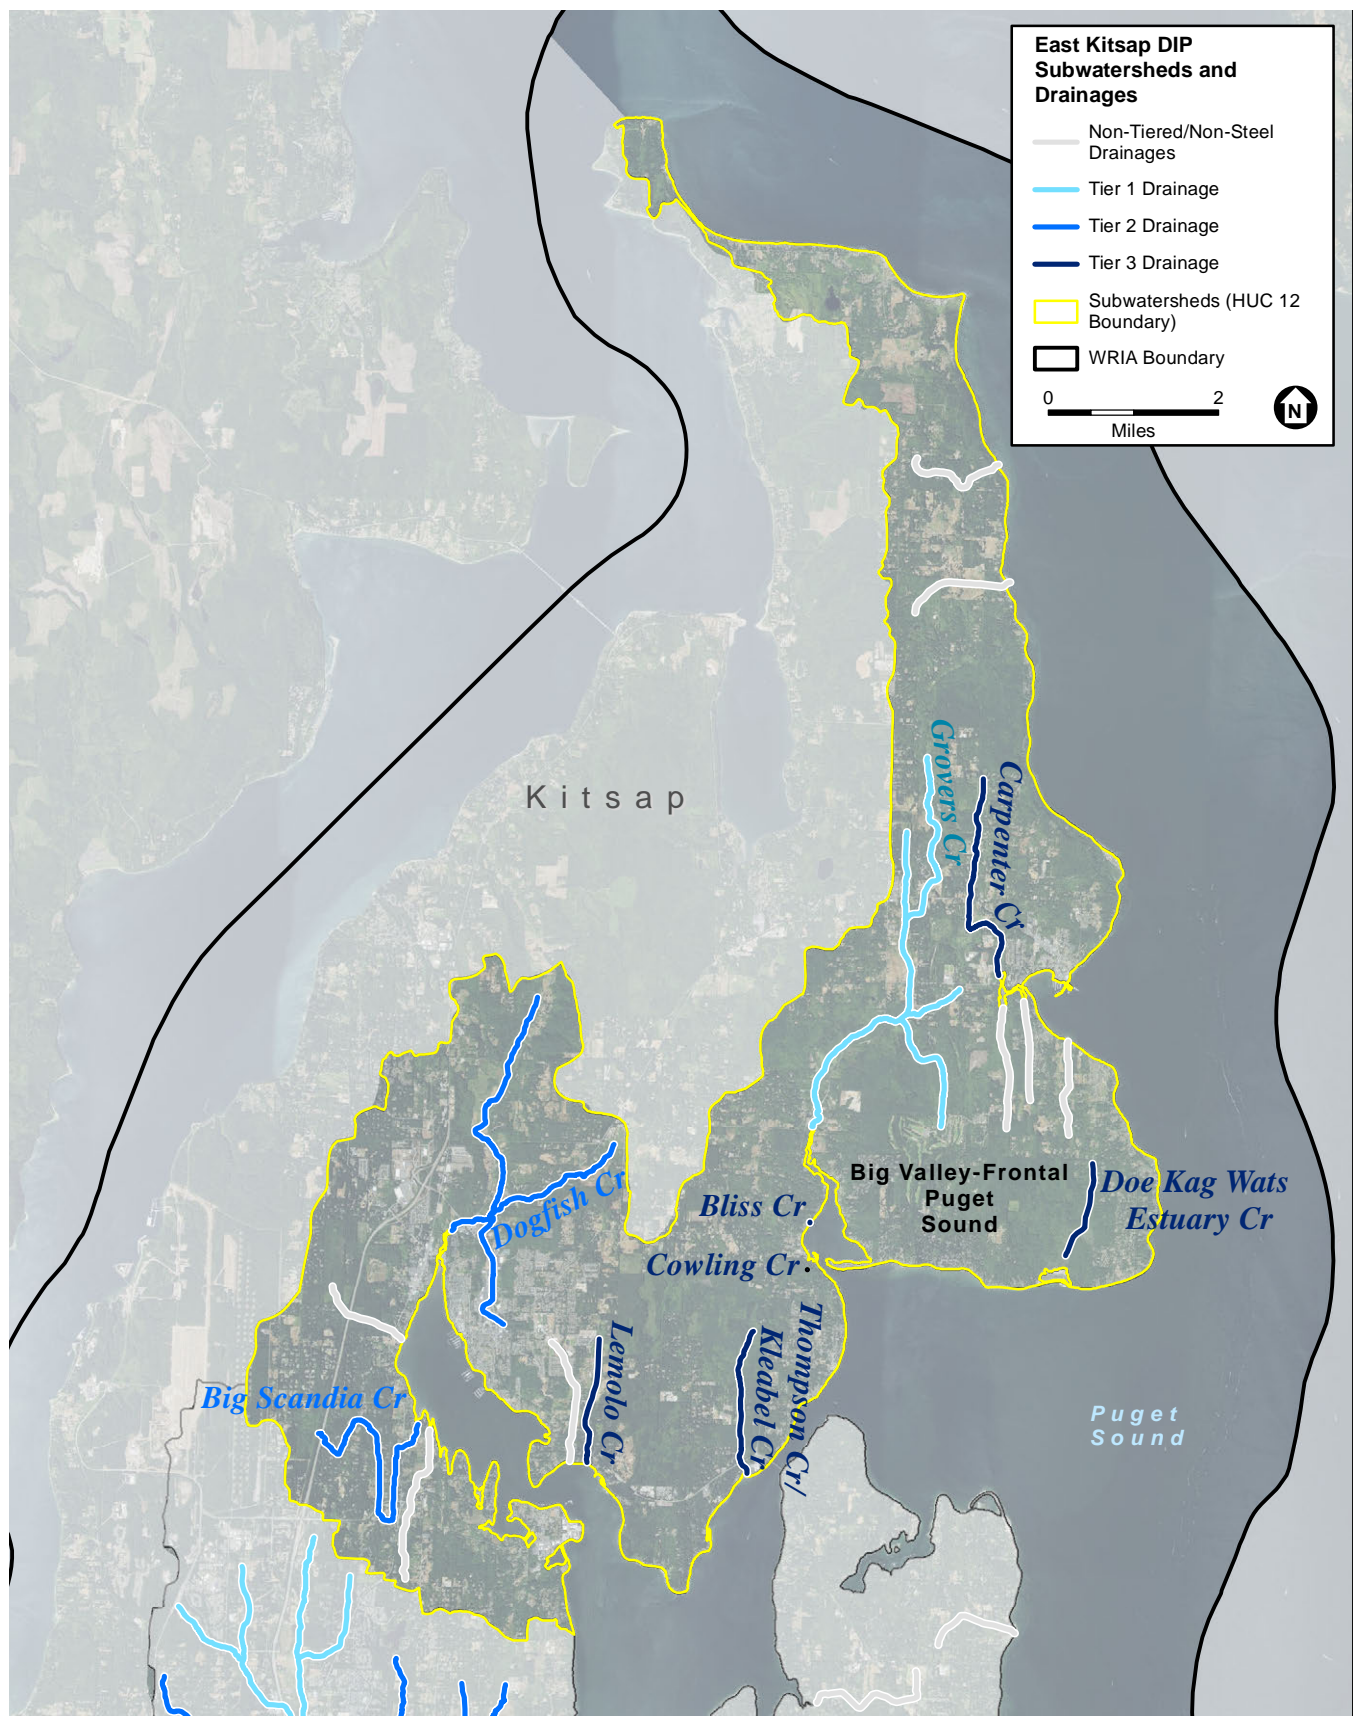 East Kitsap DIP
Subwatersheds and
Drainages
Non-Tiered/Non-Steel
Drainages
Tier 1 Drainage
Tier 2 Drainage
Tier 3 Drainage
Subwatersheds (HUC 12
Boundary)
WRIA Boundary
0 2
Miles
N
Grovers Cr
Carpenter Cr
Kitsap
Big Valley-Frontal
Puget
Sound
Doe Kag Wats
Estuary Cr
Bliss Cr
Cowling Cr
Dogfish Cr
Thompson Cr/
Kleabel Cr
Lemolo Cr
Big Scandia Cr
Puget
Sound